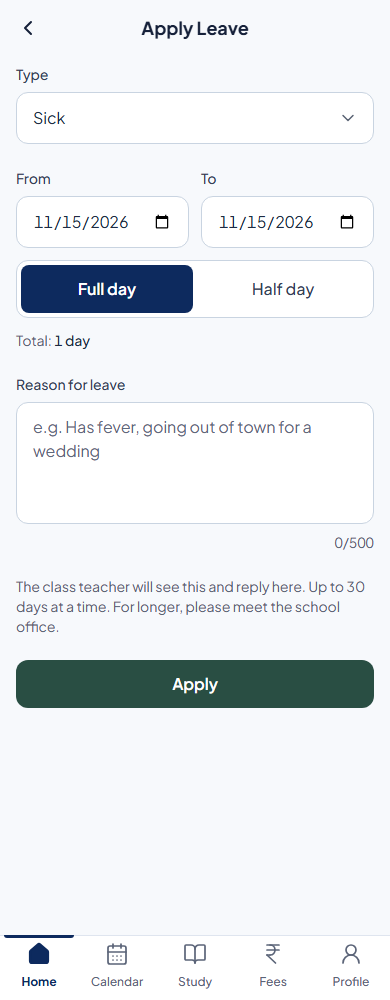 Apply Leave
Type
Sick
From
To
11/15/2026
11/15/2026
Full day
Half day
Total: 1 day
Reason for leave
e.g. Has fever, going out of town for a
wedding
0/500
The class teacher will see this and reply here. Up to 30
days at a time. For longer, please meet the school
office.
Apply
Home
Calendar
Study
Fees
Profile